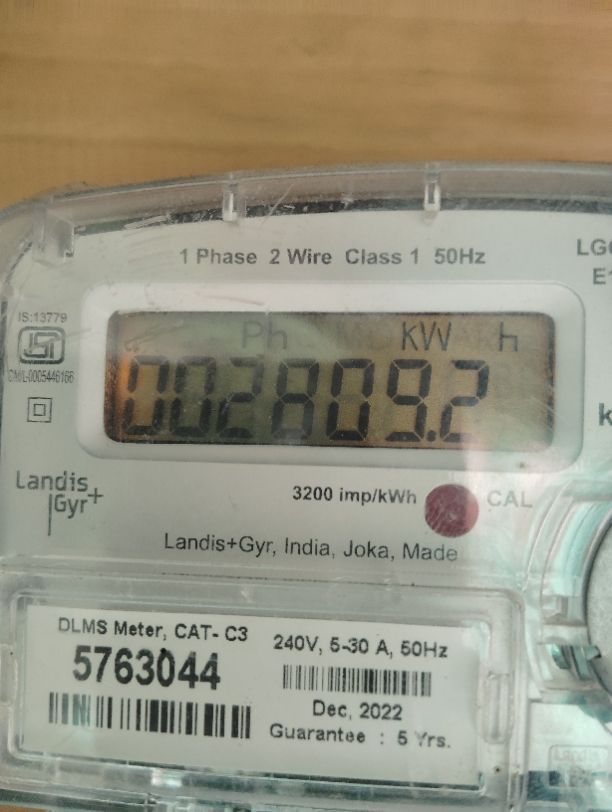 1 Phase 2 Wire Class 1 50Hz
IS:13779
Ph M KW h
002809.2
Landis
Gyr+
3200 imp/kWh
CAL
Landis+Gyr, India, Joka, Made
DLMS Meter, CAT- C3
5763044
240V, 5-30 A, 50Hz
Dec, 2022
Guarantee : 5 Yrs.